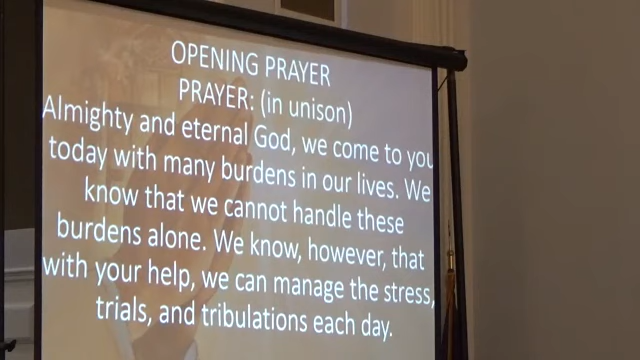 OPENING PRAYER
PRAYER: (in unison)
Almighty and eternal God, we come to you
today with many burdens in our lives. We
know that we cannot handle these
burdens alone. We know, however, that
with your help, we can manage the stress,
trials, and tribulations each day.